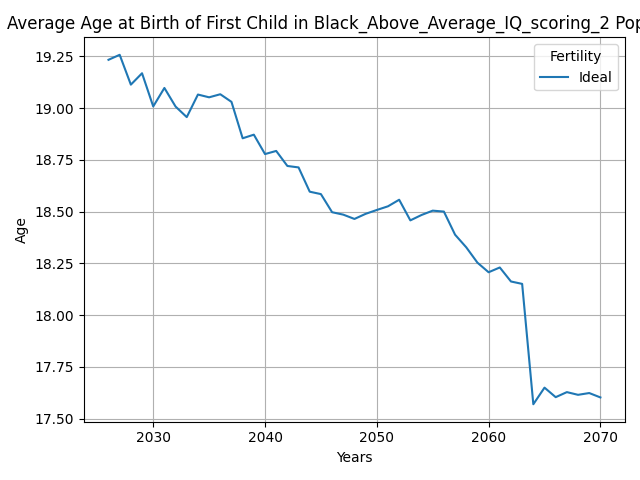 Average Age at Birth of First Child in Black_Above_Average_IQ_scoring_2 Pop
Fertility
Ideal
19.25
19.00
18.75
18.50
18.25
18.00
17.75
17.50
Age
2030 2040 2050 2060 2070
Years